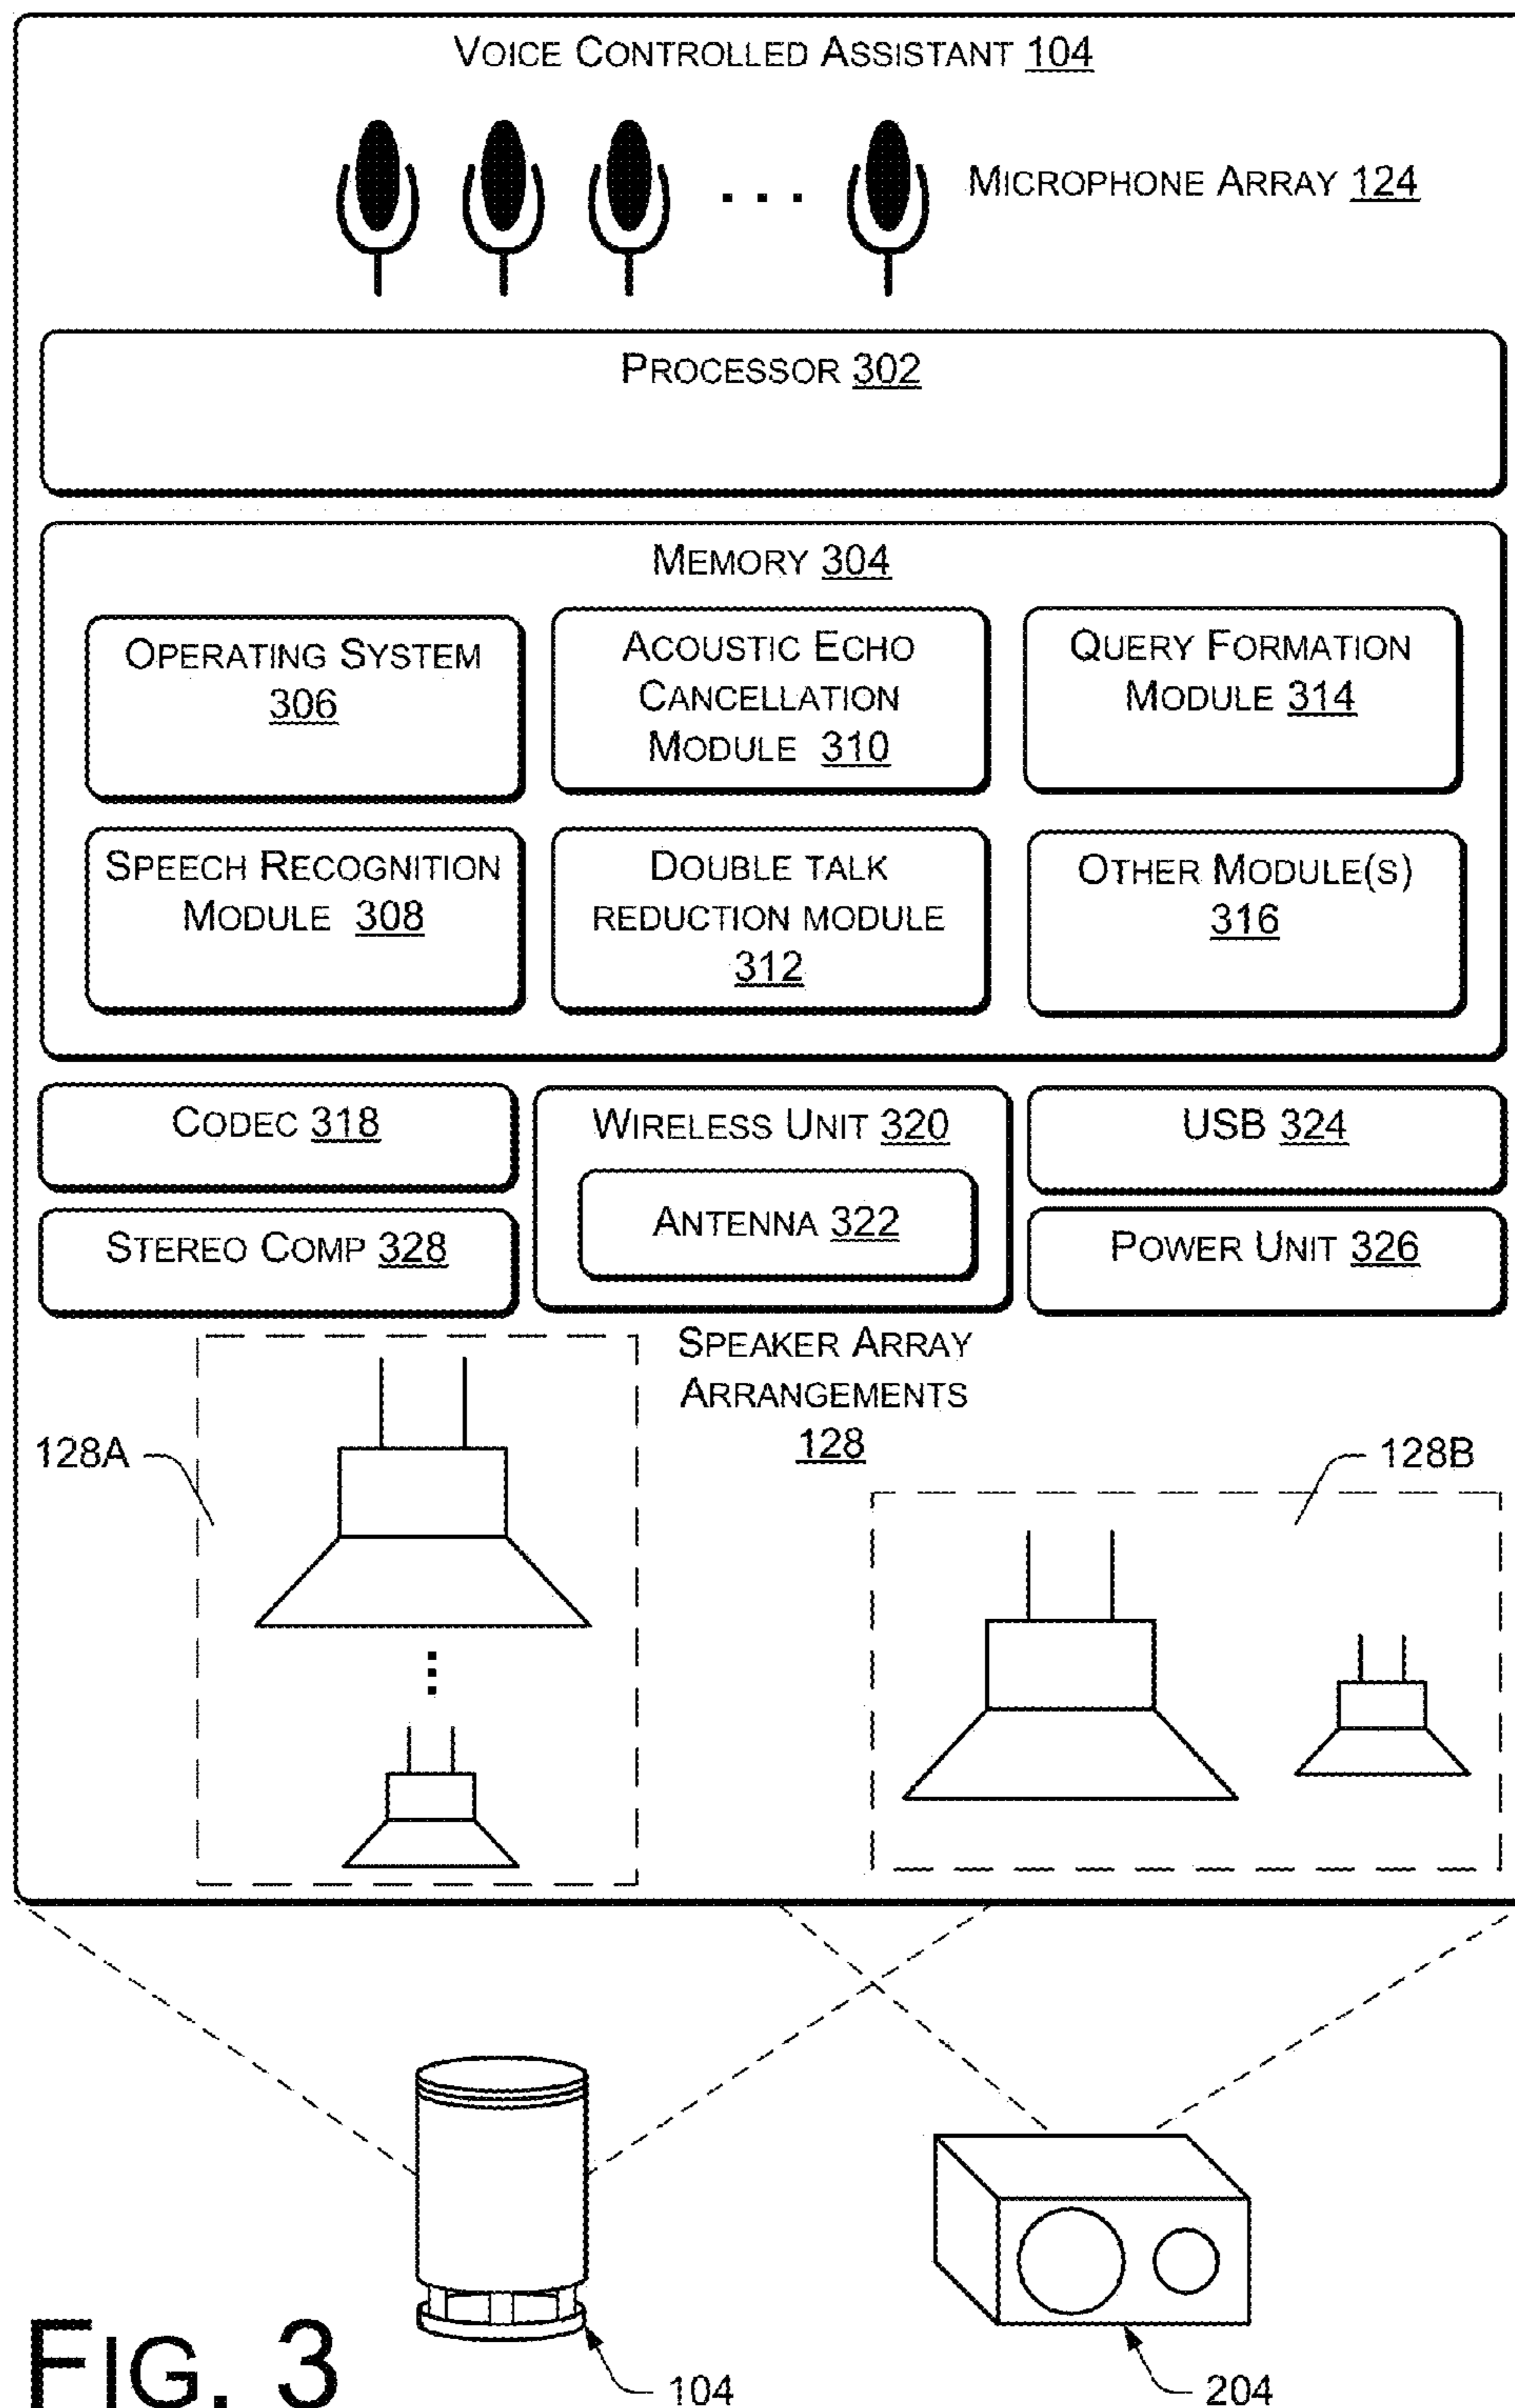 VOICE CONTROLLED ASSISTANT 104
MICROPHONE ARRAY 124
PROCESSOR 302
MEMORY 304
OPERATING SYSTEM
306
ACOUSTIC ECHO
CANCELLATION
MODULE 310
QUERY FORMATION
MODULE 314
SPEECH RECOGNITION
MODULE 308
DOUBLE TALK
REDUCTION MODULE
312
OTHER MODULE(S)
316
CODEC 318
WIRELESS UNIT 320
ANTENNA 322
USB 324
STEREO COMP 328
POWER UNIT 326
SPEAKER ARRAY
ARRANGEMENTS
128
128A
128B
104
204
FIG. 3